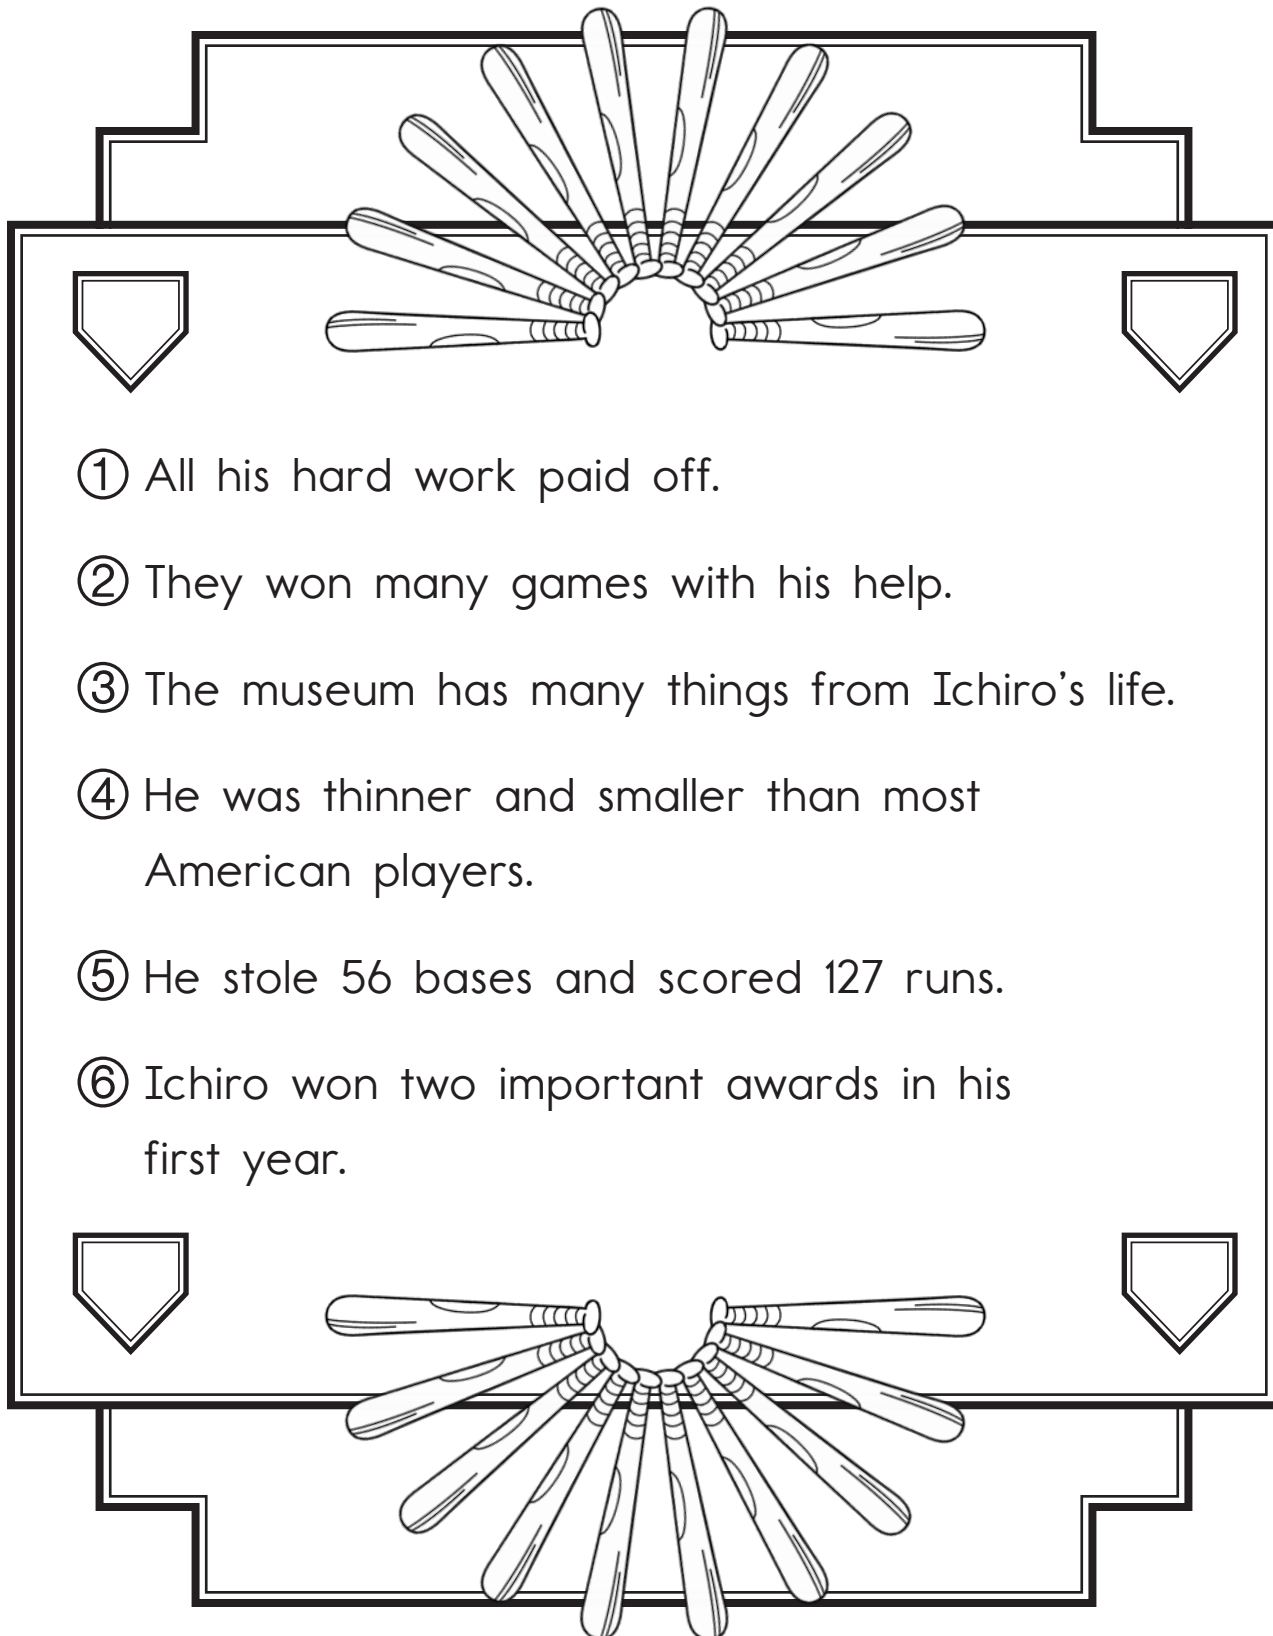 ① All his hard work paid off.
② They won many games with his help.
③ The museum has many things from Ichiro’s life.
④ He was thinner and smaller than most
American players.
⑤ He stole 56 bases and scored 127 runs.
⑥ Ichiro won two important awards in his
first year.